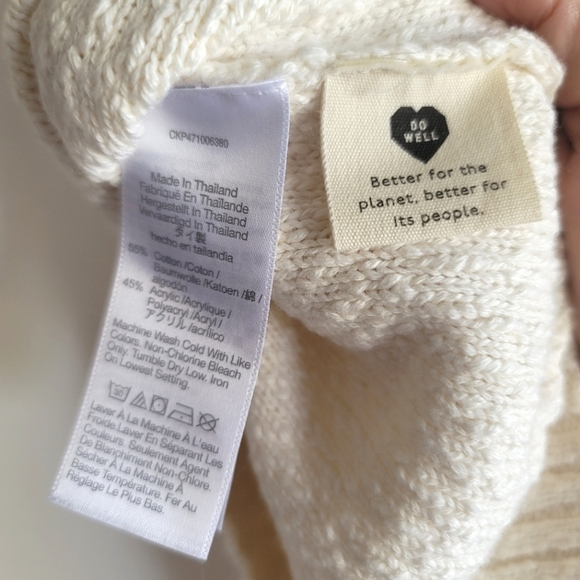 CKP471006380
Made In Thailand
Fabriqué En Thaïlande
Hergestellt In Thailand
Vervaardigd In Thailand
タイ製
hecho en tailandia
55% Cotton /Coton /
Baumwolle /Katoen /綿 /
algodón
45% Acrylic /Acrylique /
Polyacryl /Acryl /
アクリル /acrílico
Machine Wash Cold With Like
Colors. Non-Chlorine Bleach
Only. Tumble Dry Low. Iron
On Lowest Setting.
Laver À La Machine À L'eau
Froide.Laver En Séparant Les
Couleurs. Seulement Agent
De Blanchiment Non-Chlore.
Sécher À La Machine À
Basse Température. Fer Au
Réglage Le Plus Bas.
DO
WELL
Better for the
planet, better for
its people.